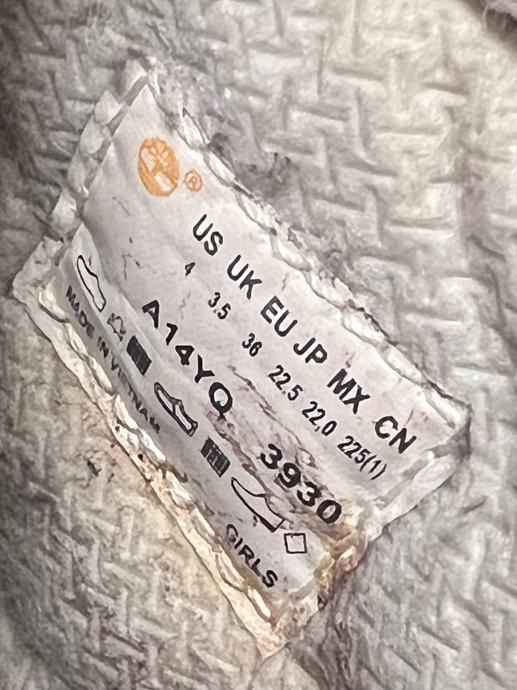 ®
US UK EU JP MX CN
4 3.5 36 22.5 22,0 225(1)
A14YQ 3930
MADE IN VIETNAM
GIRLS